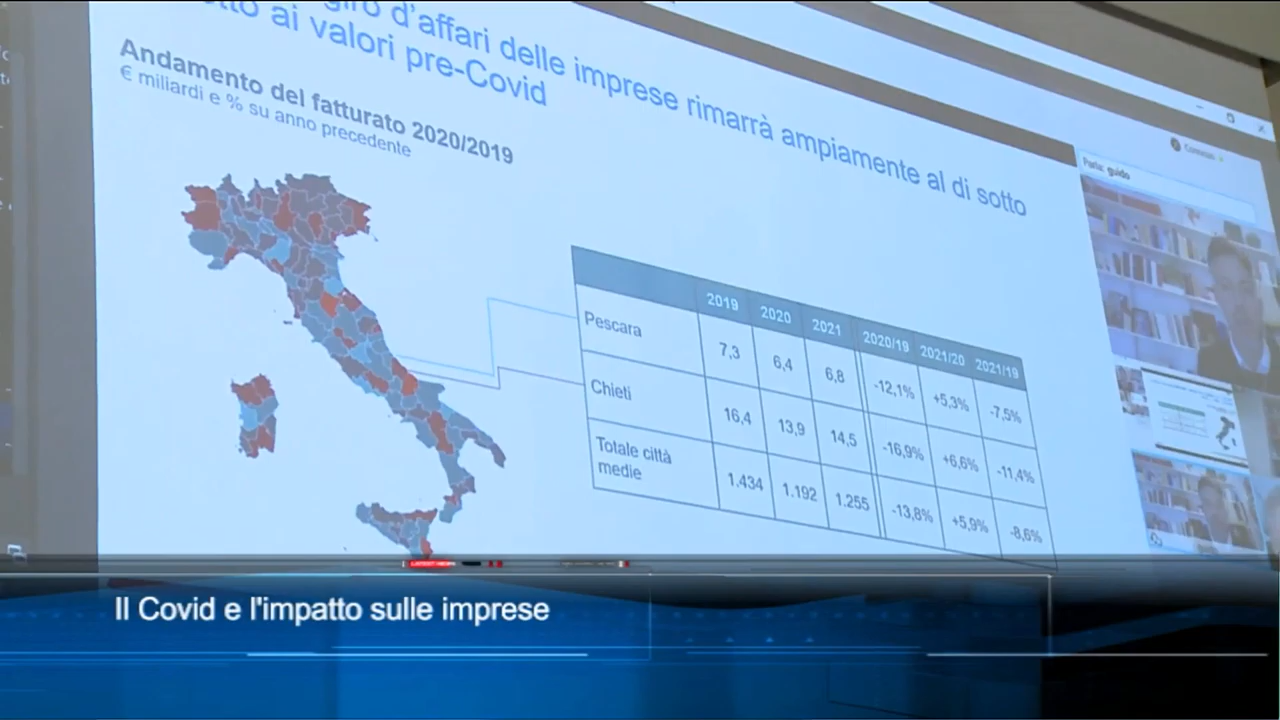 giro d'affari delle imprese rimarrà ampiamente al di sotto
ai valori pre-Covid
Andamento del fatturato 2020/2019
€ miliardi e % su anno precedente
2019 2020 2021 2020/19 2021/20 2021/19
Pescara 7,3 6,4 6,8 -12,1% +5,3% -7,5%
Chieti 16,4 13,9 14,5 -16,9% +6,6% -11,4%
Totale città
medie 1.434 1.192 1.255 -13,8% +5,9% -8,6%
Parla: guido
LATEST NEWS
Il Covid e l'impatto sulle imprese